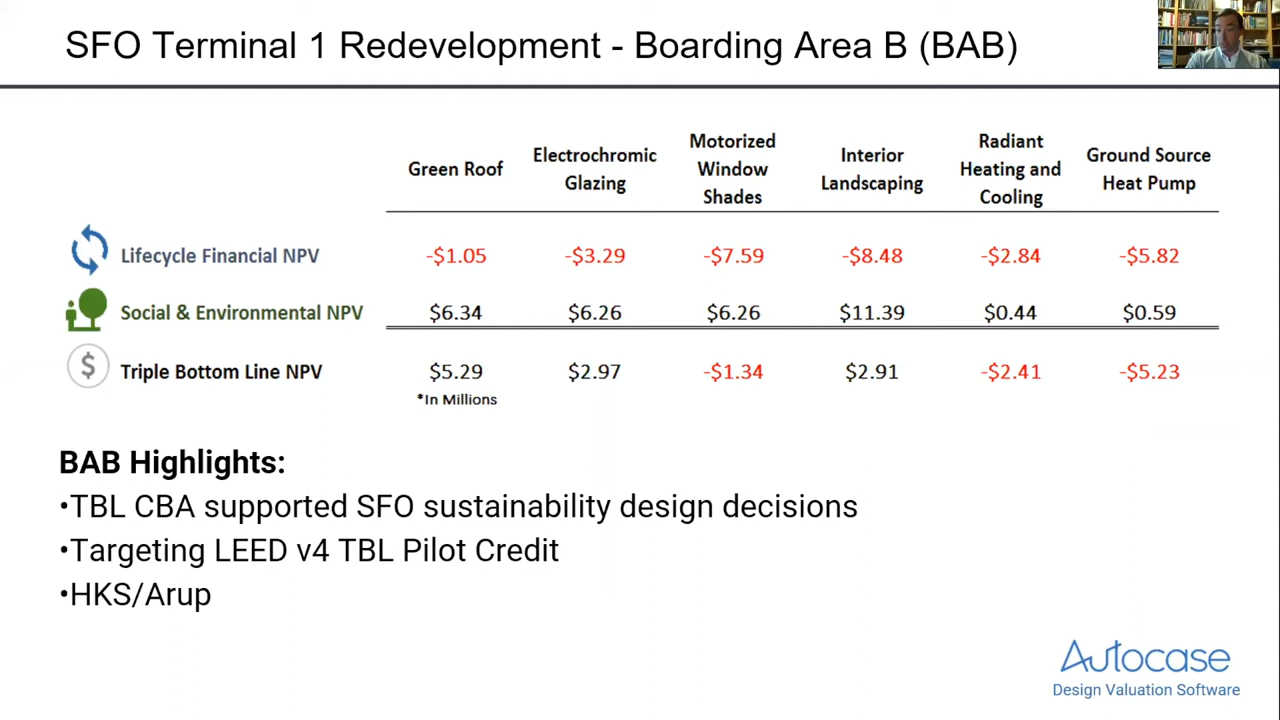 SFO Terminal 1 Redevelopment - Boarding Area B (BAB)
Green Roof
Electrochromic
Glazing
Motorized
Window
Shades
Interior
Landscaping
Radiant
Heating and
Cooling
Ground Source
Heat Pump
Lifecycle Financial NPV -$1.05 -$3.29 -$7.59 -$8.48 -$2.84 -$5.82
Social & Environmental NPV $6.34 $6.26 $6.26 $11.39 $0.44 $0.59
$ Triple Bottom Line NPV $5.29 $2.97 -$1.34 $2.91 -$2.41 -$5.23
*In Millions
BAB Highlights:
•TBL CBA supported SFO sustainability design decisions
•Targeting LEED v4 TBL Pilot Credit
•HKS/Arup
Autocase
Design Valuation Software